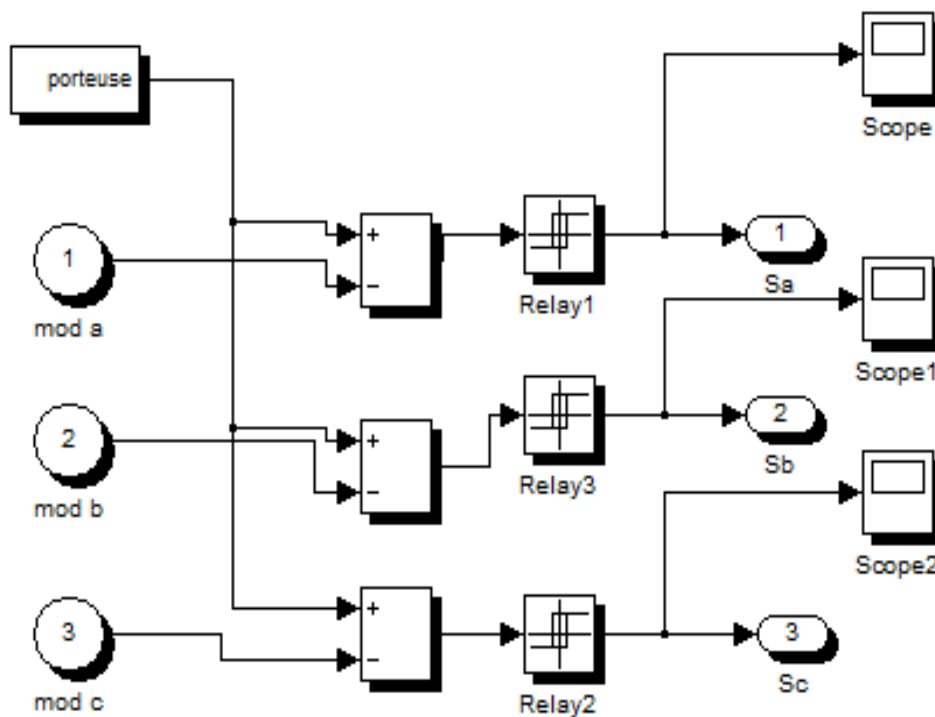 porteuse
Scope
1
mod a
+
−
Relay1
1
Sa
Scope1
2
mod b
+
−
Relay3
2
Sb
Scope2
3
mod c
+
−
Relay2
3
Sc